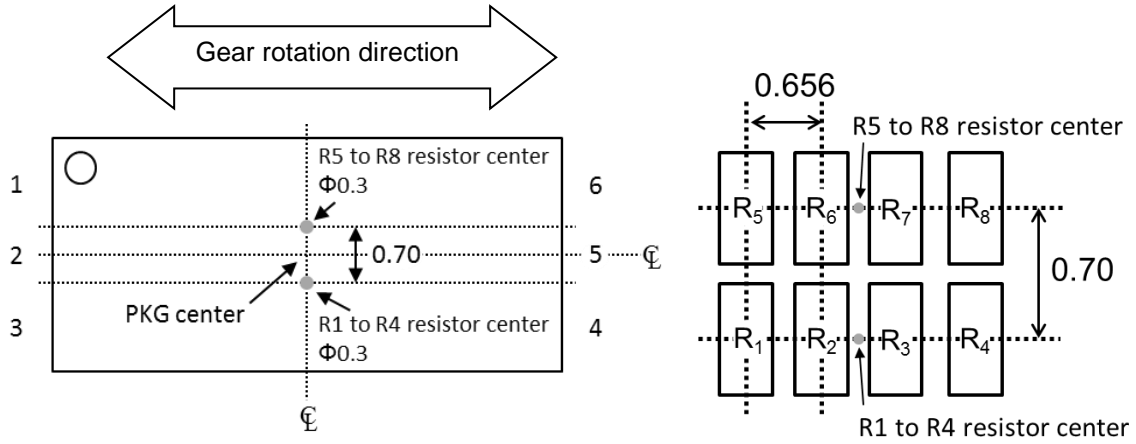 Gear rotation direction
R5 to R8 resistor center
Φ0.3
1
6
2
0.70
5
℄
PKG center
3
R1 to R4 resistor center
Φ0.3
4
℄
0.656
R5 to R8 resistor center
R5 R6 R7 R8
0.70
R1 R2 R3 R4
R1 to R4 resistor center